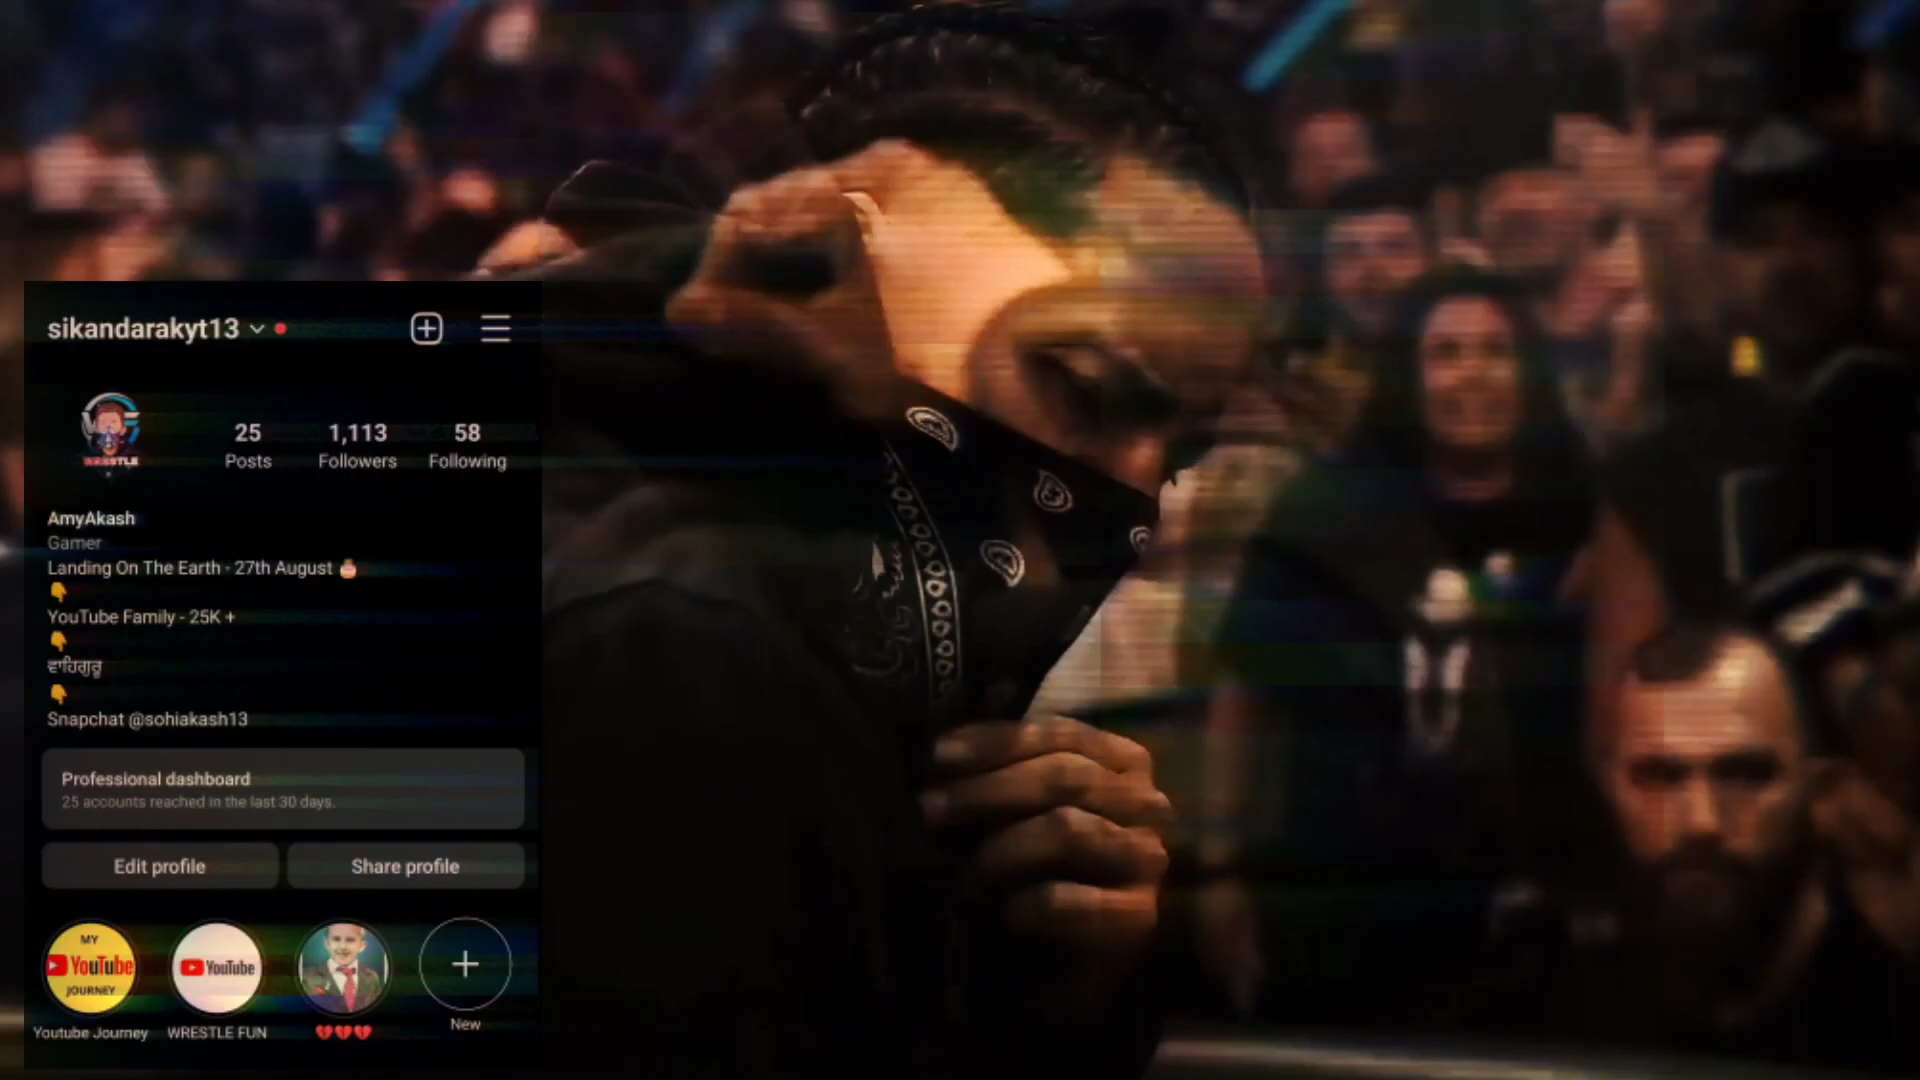 sikandarakyt13
25 1,113 58
Posts Followers Following
WRESTLE
AmyAkash
Gamer
Landing On The Earth - 27th August 🎂
👇
YouTube Family - 25K +
👇
ਵਾਹਿਗੁਰੂ
👇
Snapchat @sohiakash13
Professional dashboard
25 accounts reached in the last 30 days.
Edit profile Share profile
MY
YouTube
JOURNEY
YouTube
Youtube Journey WRESTLE FUN 💔💔💔 New